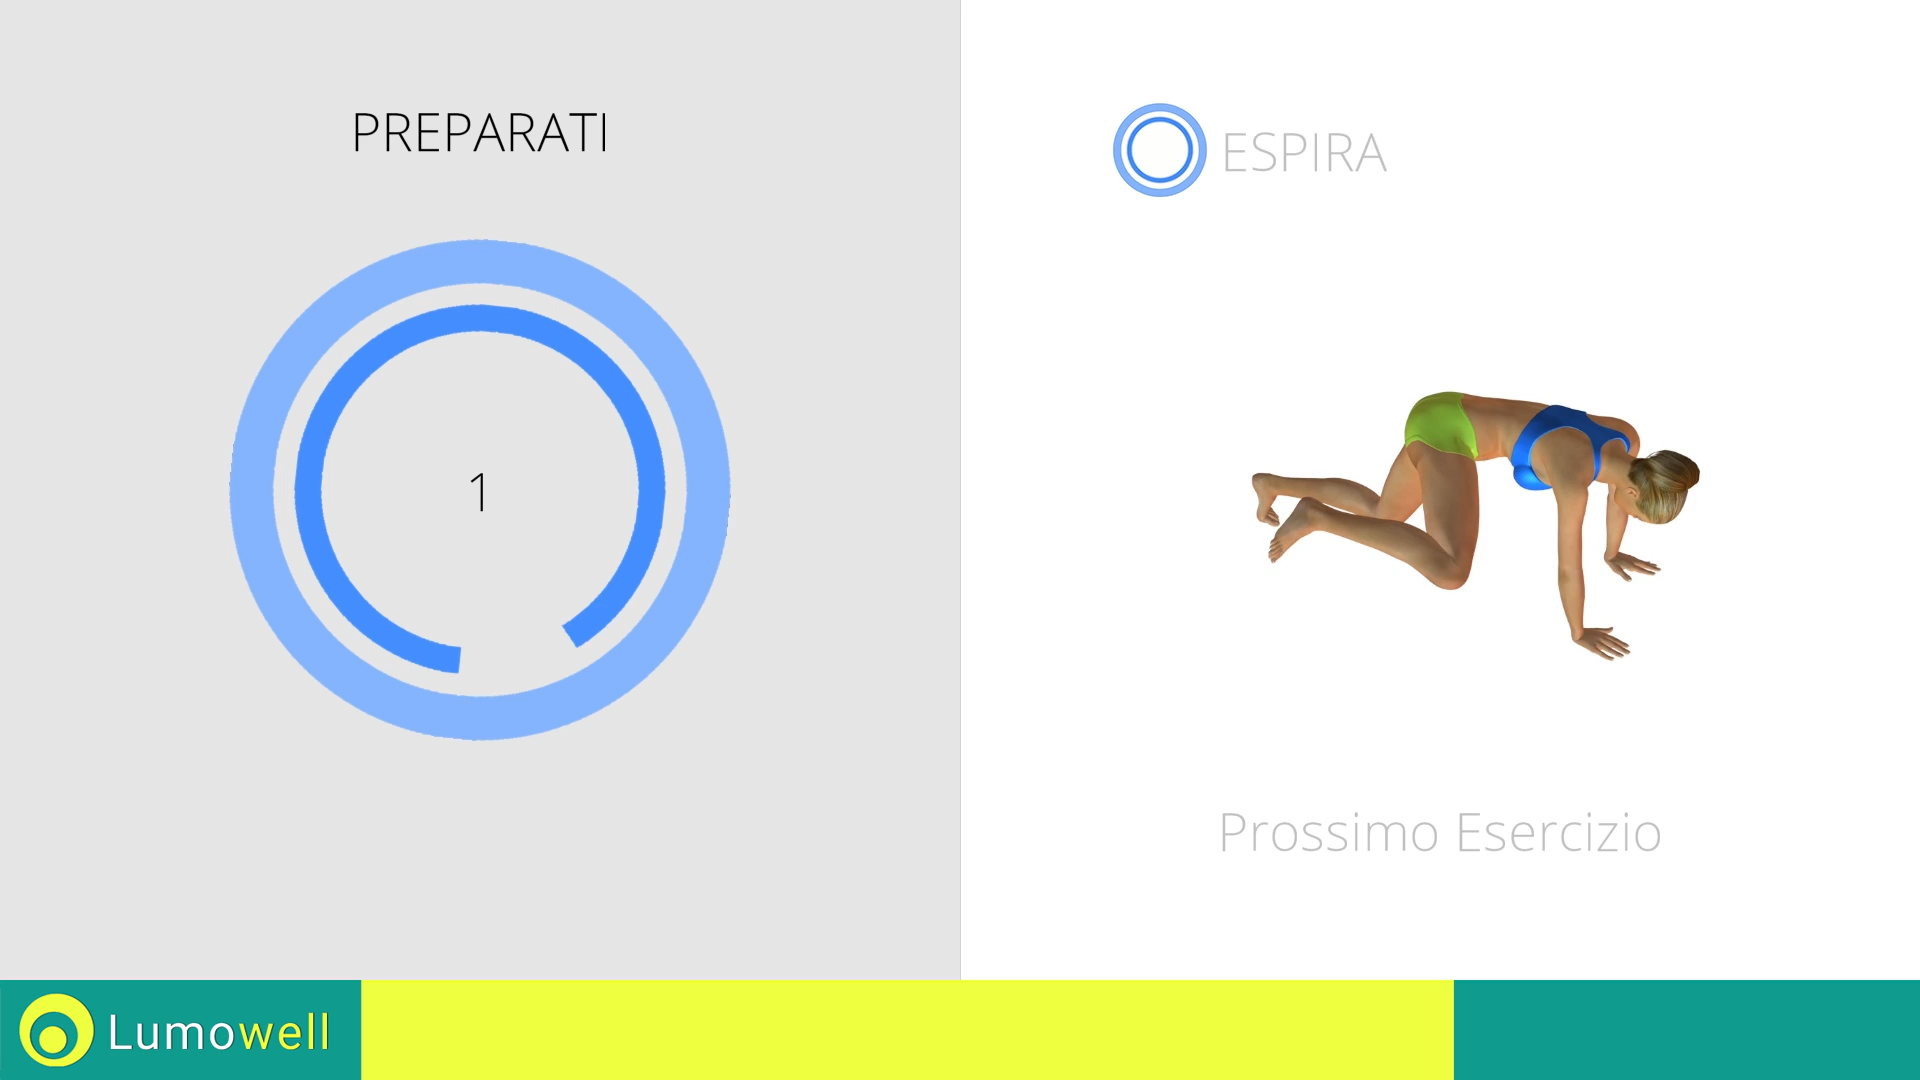 PREPARATI
1
ESPIRA
Prossimo Esercizio
Lumowell